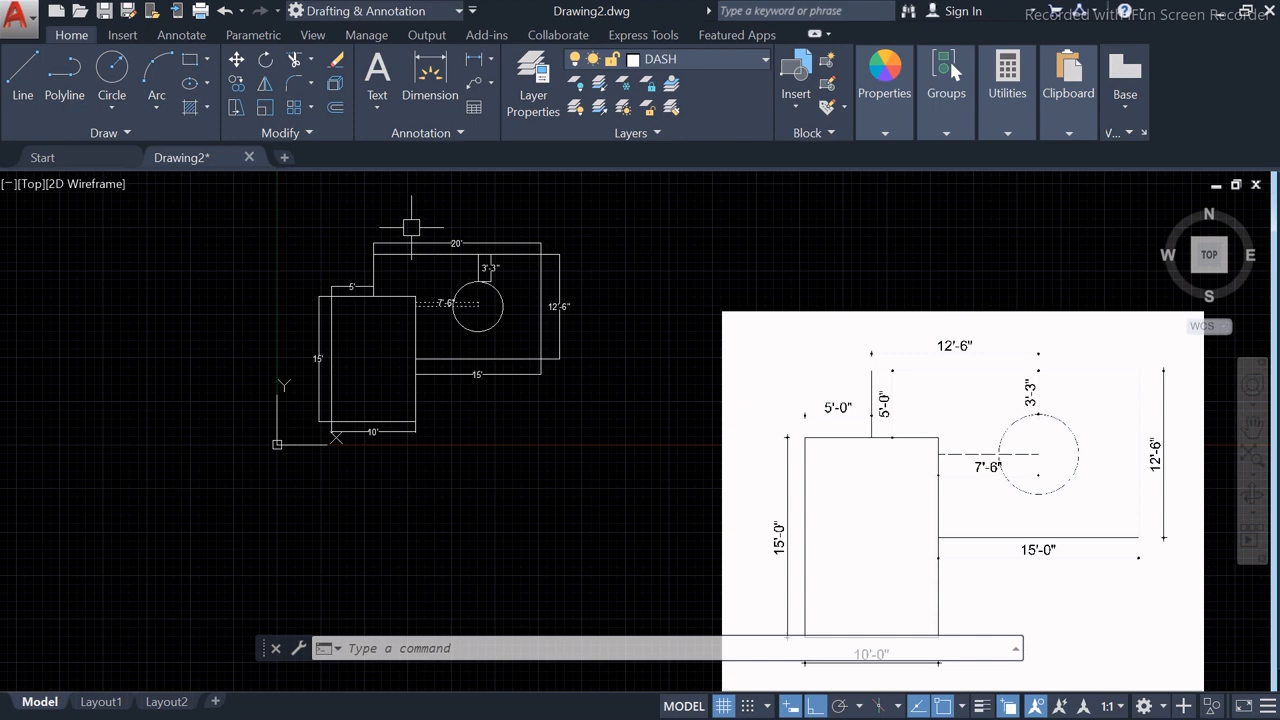 Drafting & Annotation
Drawing2.dwg
Type a keyword or phrase
Sign In
Recorded with iFun Screen Recorder
Home Insert Annotate Parametric View Manage Output Add-ins Collaborate Express Tools Featured Apps
DASH
Line Polyline Circle Arc
Text Dimension
Layer Properties
Insert
Properties Groups Utilities Clipboard Base
Draw Modify Annotation Layers Block V...
Start Drawing2*
[−][Top][2D Wireframe]
N
W TOP E
S
WCS
20'
3'-3"
5'
7'-6"
12'-6"
15'
15'
10'
Y
X
12'-6"
5'-0"
5'-0"
3'-3"
7'-6"
12'-6"
15'-0"
15'-0"
10'-0"
Type a command
Model Layout1 Layout2
MODEL 1:1